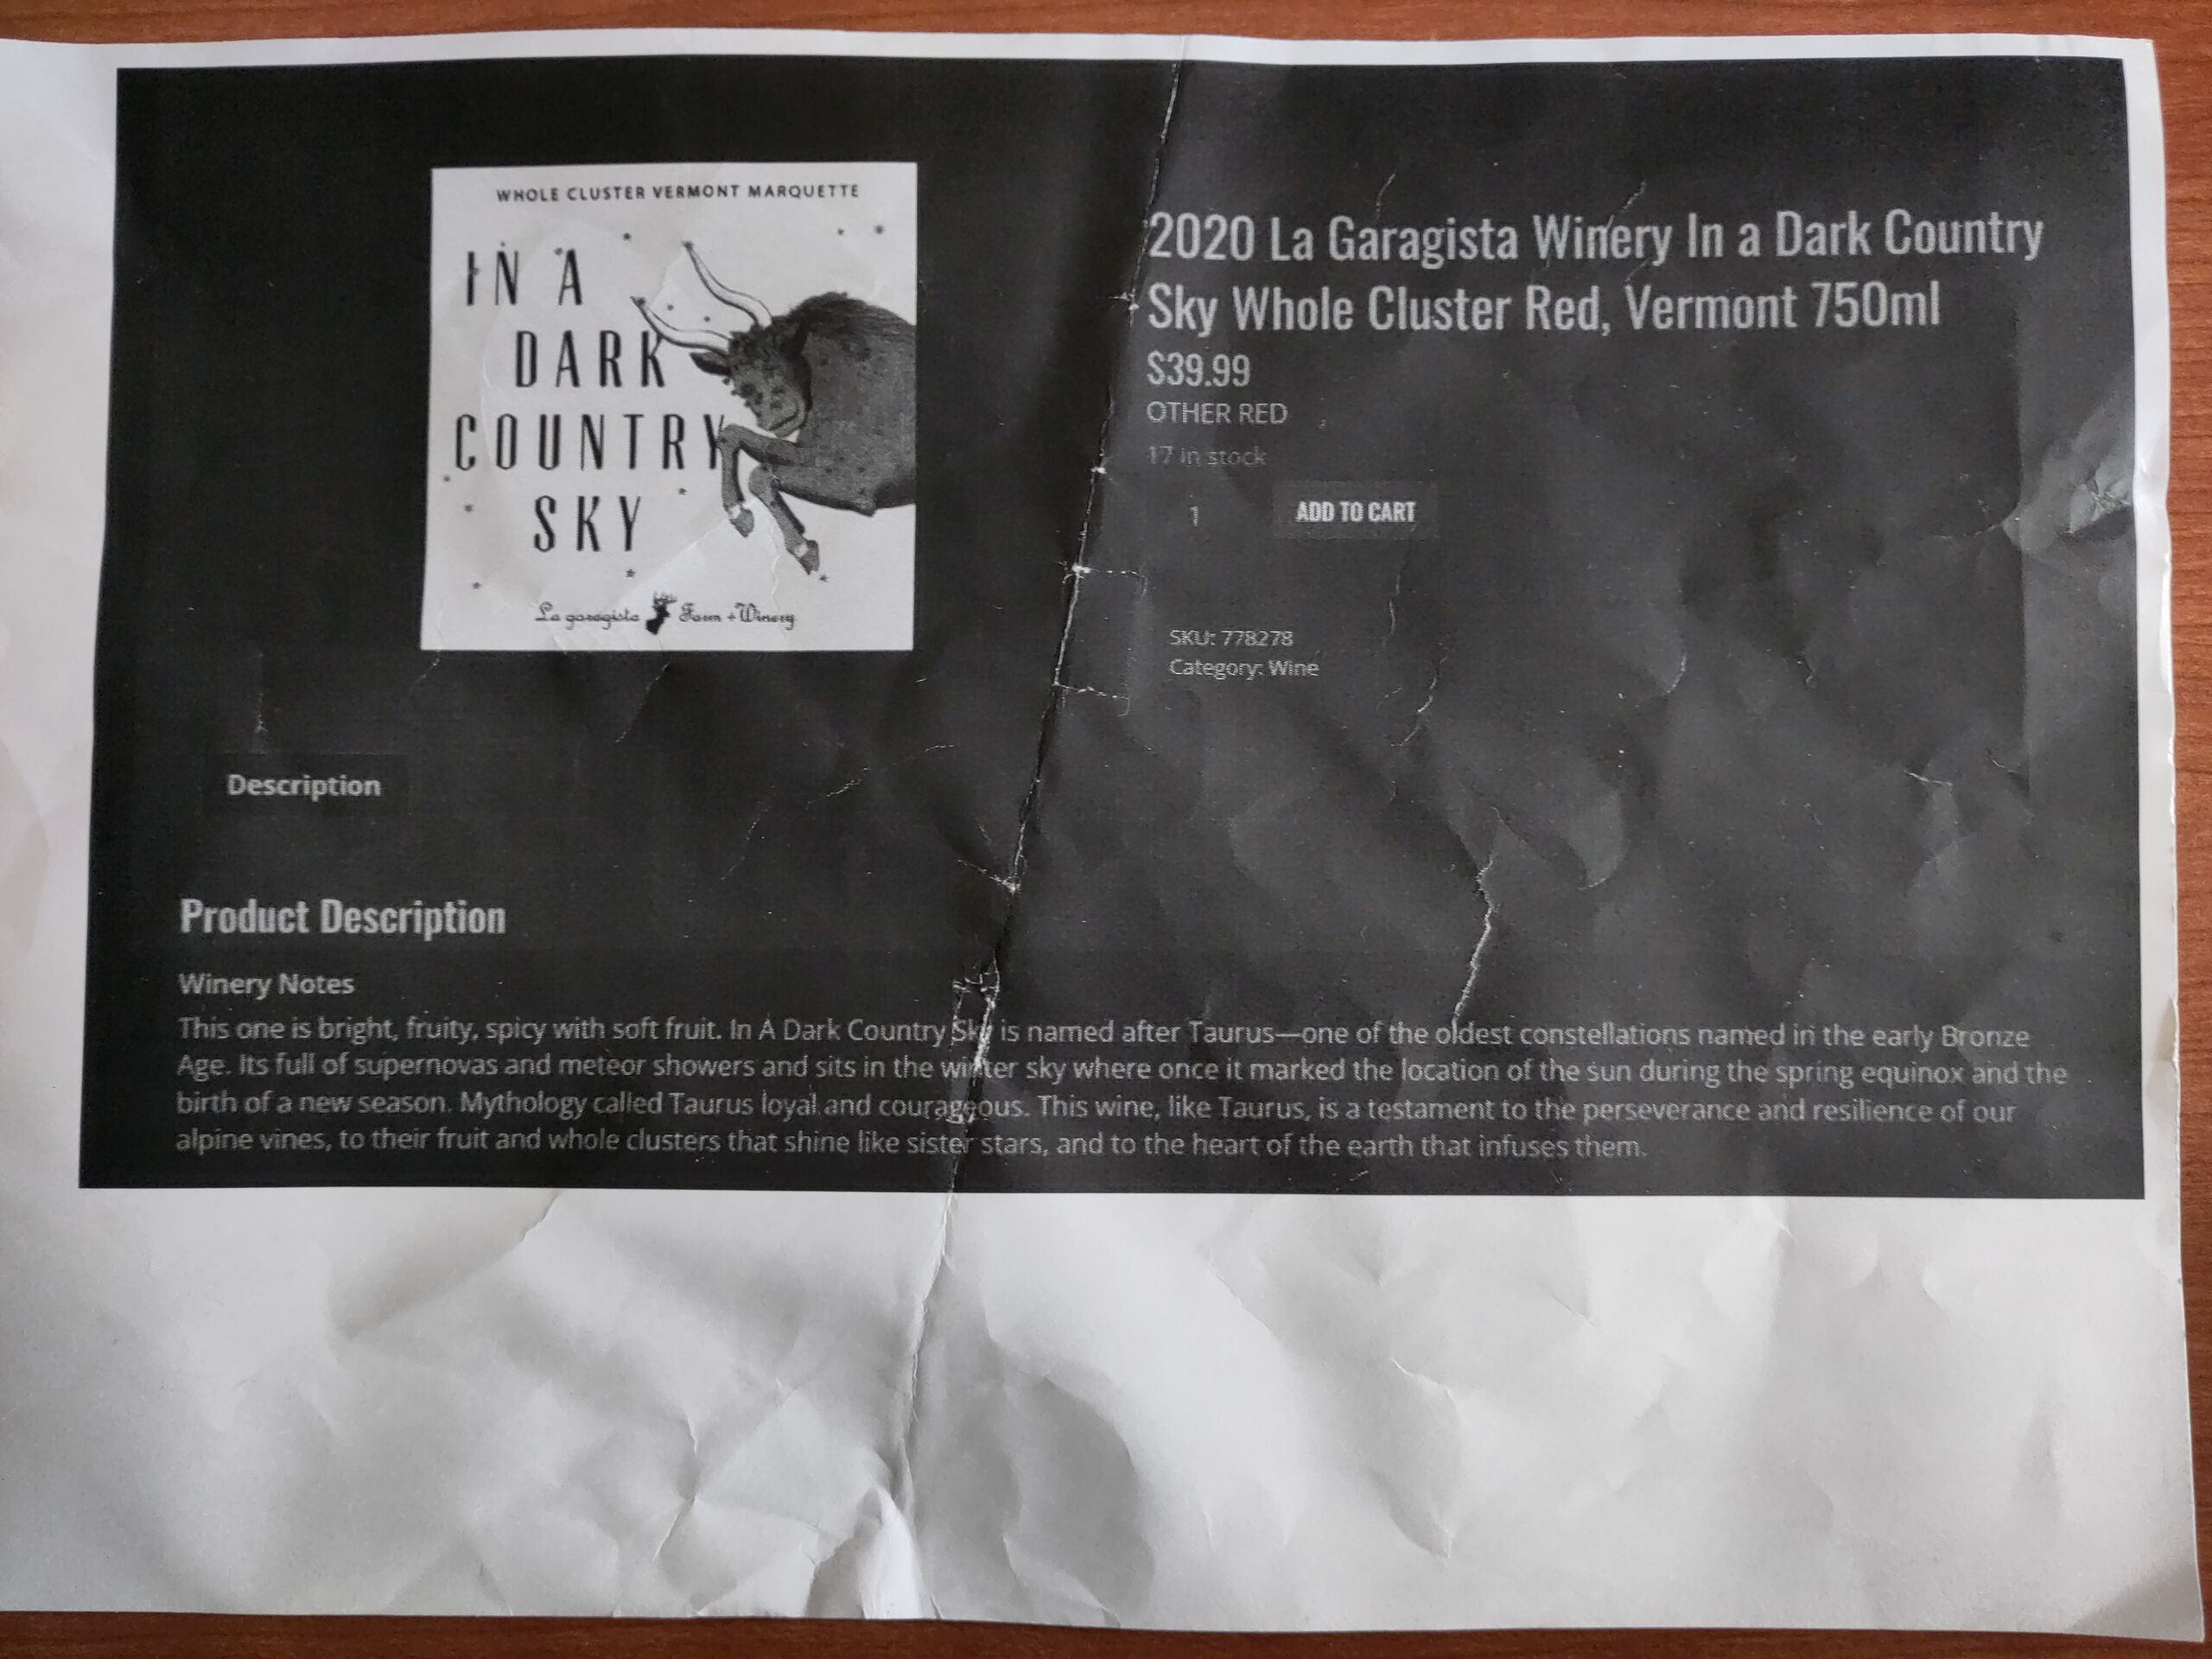 WHOLE CLUSTER VERMONT MARQUETTE
IN A
DARK
COUNTRY
SKY
La garagista Farm + Winery
2020 La Garagista Winery In a Dark Country
Sky Whole Cluster Red, Vermont 750ml
$39.99
OTHER RED
17 in stock
1
ADD TO CART
SKU: 778278
Category: Wine
Description
Product Description
Winery Notes
This one is bright, fruity, spicy with soft fruit. In A Dark Country Sky is named after Taurus—one of the oldest constellations named in the early Bronze
Age. Its full of supernovas and meteor showers and sits in the winter sky where once it marked the location of the sun during the spring equinox and the
birth of a new season. Mythology called Taurus loyal and courageous. This wine, like Taurus, is a testament to the perseverance and resilience of our
alpine vines, to their fruit and whole clusters that shine like sister stars, and to the heart of the earth that infuses them.